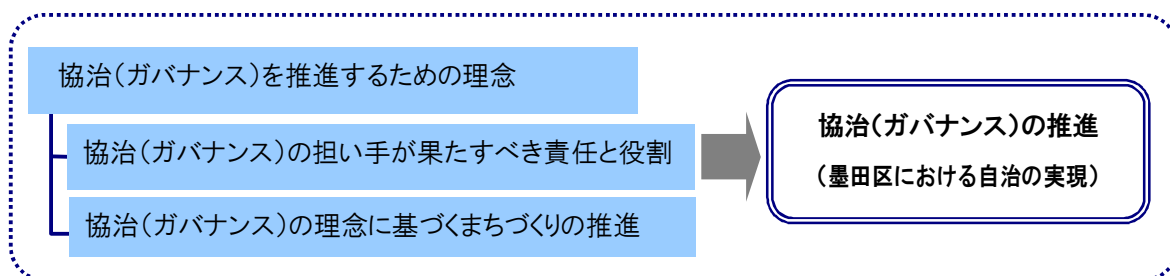 協治（ガバナンス）を推進するための理念
協治（ガバナンス）の担い手が果たすべき責任と役割
協治（ガバナンス）の理念に基づくまちづくりの推進
協治（ガバナンス）の推進
（墨田区における自治の実現）